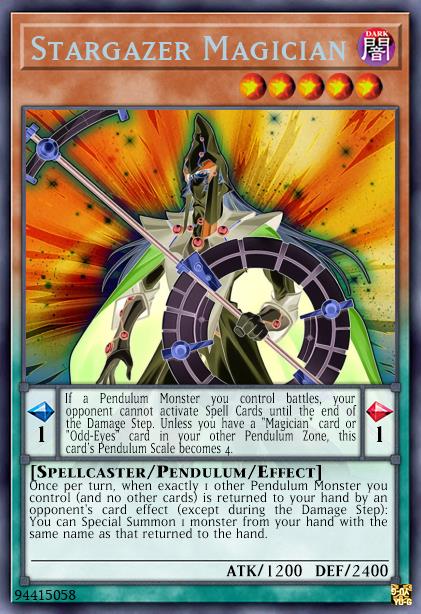 STARGAZER MAGICIAN
DARK
闇
If a Pendulum Monster you control battles, your
opponent cannot activate Spell Cards until the end of
the Damage Step. Unless you have a "Magician" card or
"Odd-Eyes" card in your other Pendulum Zone, this
card's Pendulum Scale becomes 4.
1
1
[SPELLCASTER/PENDULUM/EFFECT]
Once per turn, when exactly 1 other Pendulum Monster you
control (and no other cards) is returned to your hand by an
opponent's card effect (except during the Damage Step):
You can Special Summon 1 monster from your hand with the
same name as that returned to the hand.
ATK/1200 DEF/2400
94415058